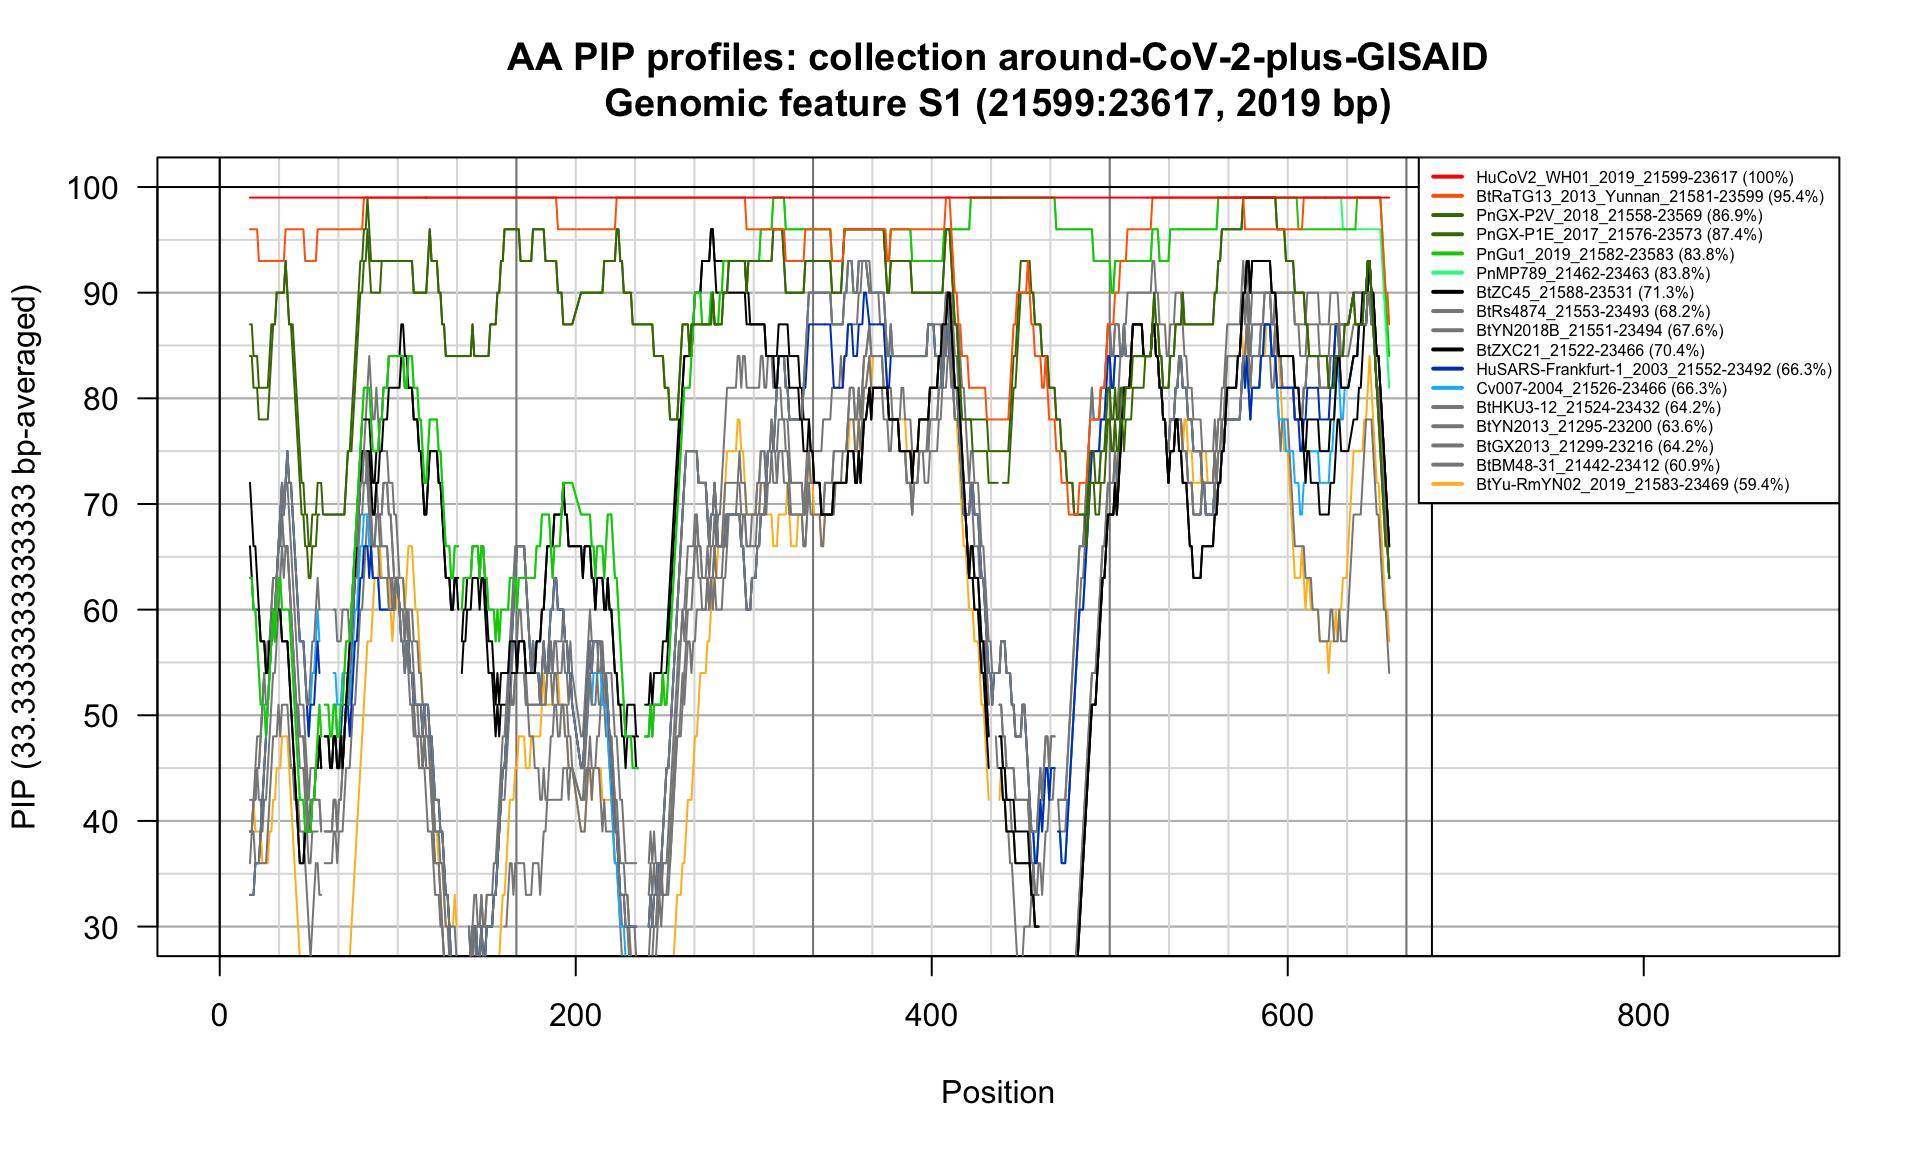 AA PIP profiles: collection around-CoV-2-plus-GISAID
Genomic feature S1 (21599:23617, 2019 bp)
HuCoV2_WH01_2019_21599-23617 (100%)
BtRaTG13_2013_Yunnan_21581-23599 (95.4%)
PnGX-P2V_2018_21558-23569 (86.9%)
PnGX-P1E_2017_21576-23573 (87.4%)
PnGu1_2019_21582-23583 (83.8%)
PnMP789_21462-23463 (83.8%)
BtZC45_21588-23531 (71.3%)
BtRs4874_21553-23493 (68.2%)
BtYN2018B_21551-23494 (67.6%)
BtZXC21_21522-23466 (70.4%)
HuSARS-Frankfurt-1_2003_21552-23492 (66.3%)
Cv007-2004_21526-23466 (66.3%)
BtHKU3-12_21524-23432 (64.2%)
BtYN2013_21295-23200 (63.6%)
BtGX2013_21299-23216 (64.2%)
BtBM48-31_21442-23412 (60.9%)
BtYu-RmYN02_2019_21583-23469 (59.4%)
PIP (33.3333333333333 bp-averaged)
100
90
80
70
60
50
40
30
0
200
400
600
800
Position